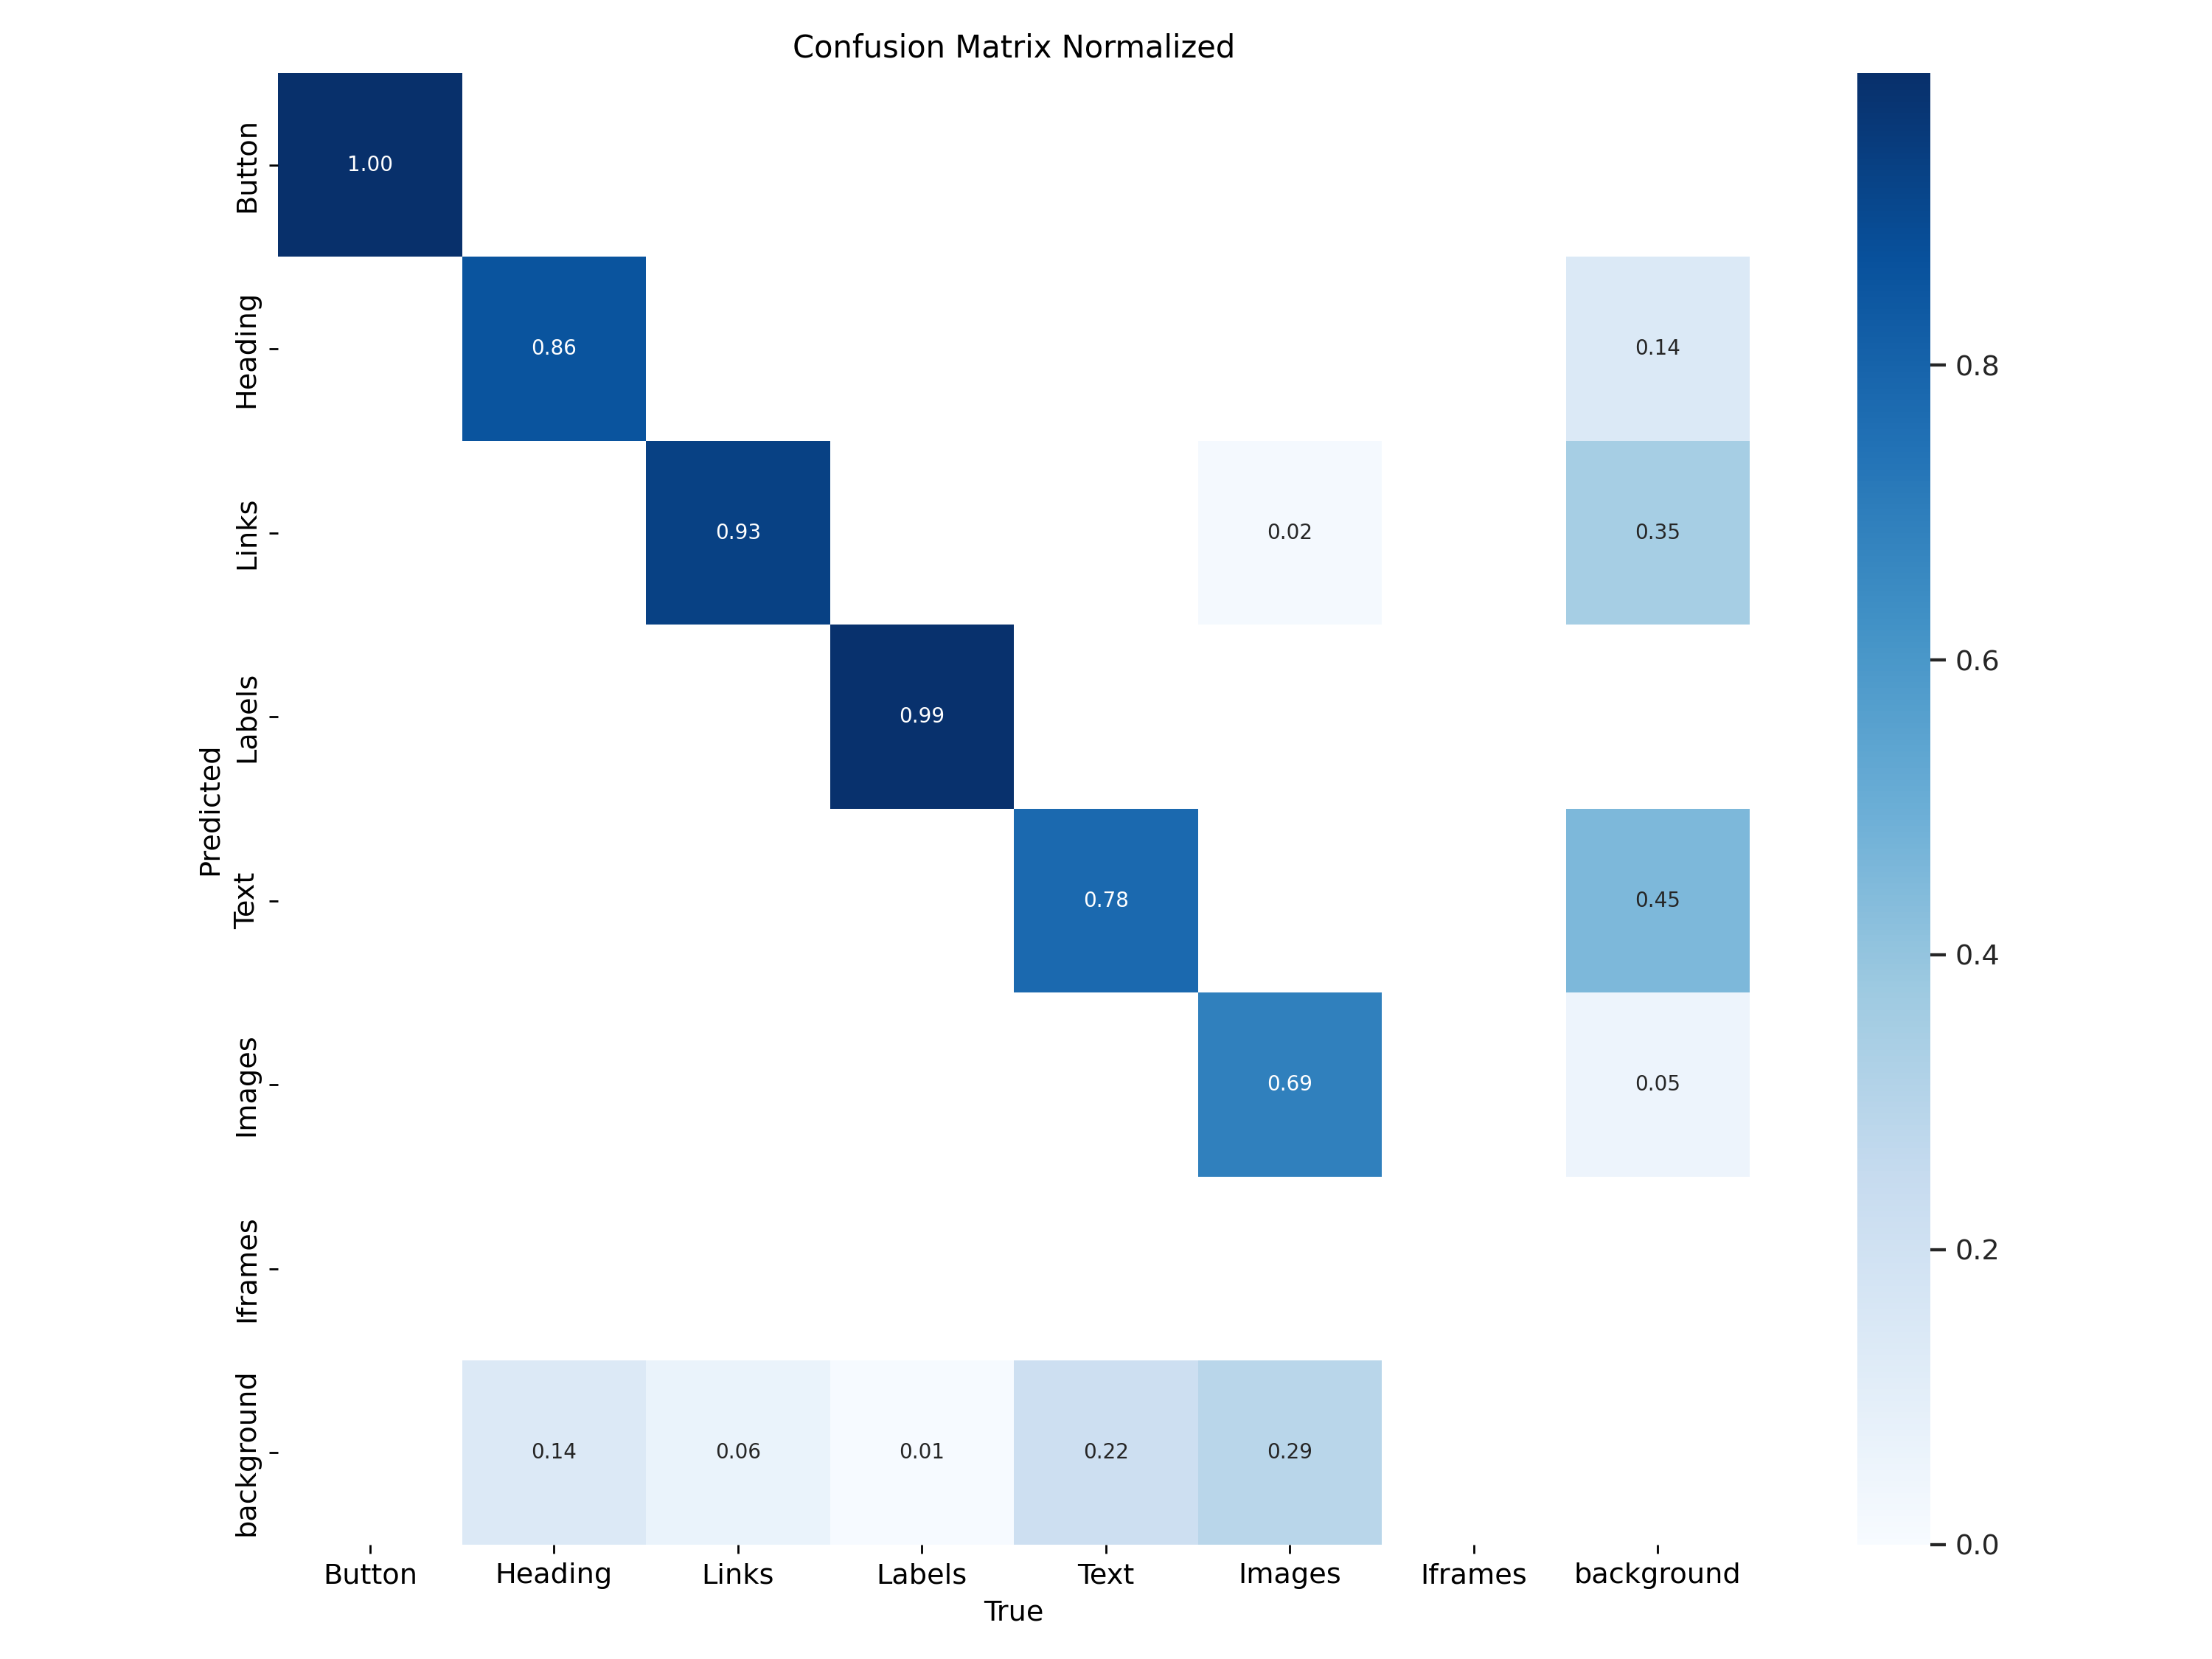 Confusion Matrix Normalized
Button
1.00
Heading
0.86
0.14
0.8
Links
0.93
0.02
0.35
0.6
Labels
0.99
Predicted
Text
0.78
0.45
0.4
Images
0.69
0.05
Iframes
0.2
background
0.14
0.06
0.01
0.22
0.29
0.0
Button Heading Links Labels Text Images Iframes background
True